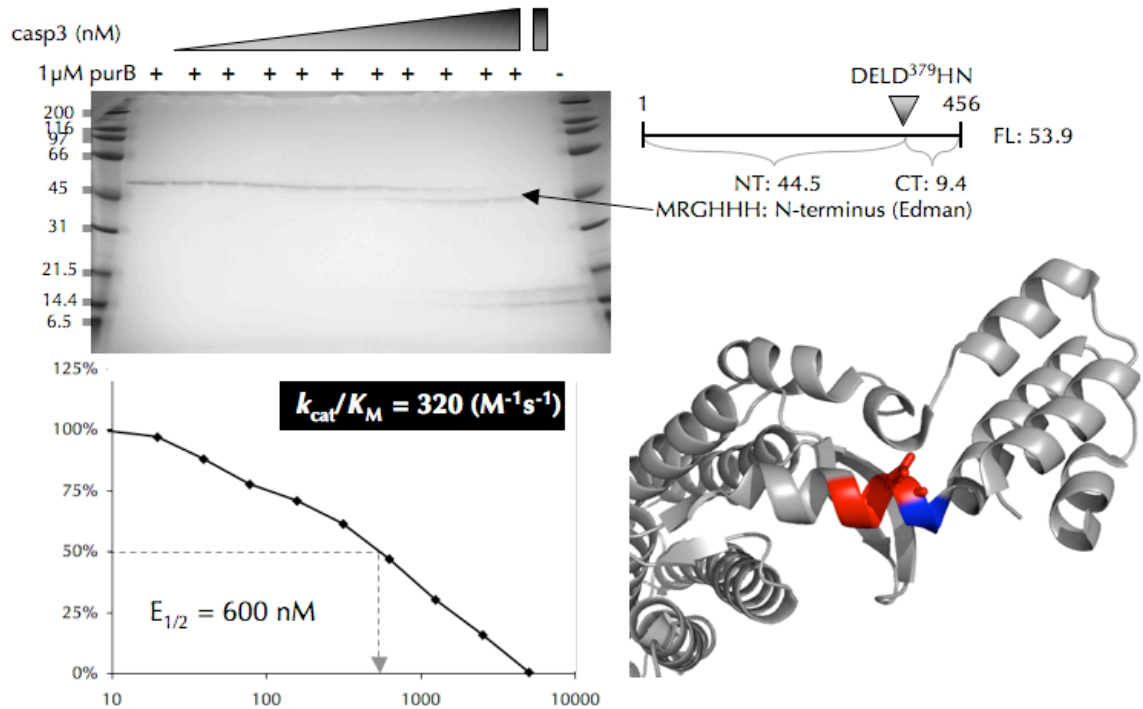 casp3 (nM)
1µM purB + + + + + + + + + + -
200
116
97
66
45
31
21.5
14.4
6.5
DELD³⁷⁹HN
1 456
FL: 53.9
NT: 44.5 CT: 9.4
MRGHHH: N-terminus (Edman)
125%
100%
75%
50%
25%
0%
kcat/KM = 320 (M⁻¹s⁻¹)
E1/2 = 600 nM
10 100 1000 10000